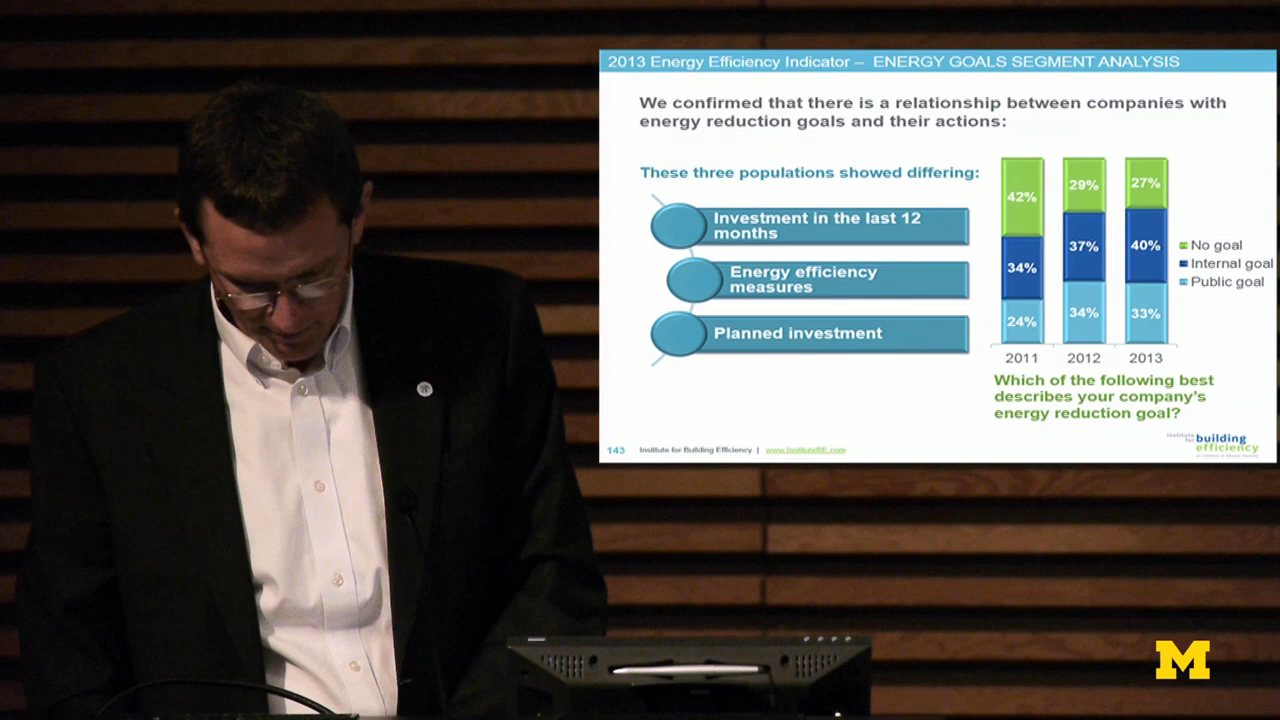 2013 Energy Efficiency Indicator – ENERGY GOALS SEGMENT ANALYSIS
We confirmed that there is a relationship between companies with
energy reduction goals and their actions:
These three populations showed differing:
Investment in the last 12
months
Energy efficiency
measures
Planned investment
42%
29%
27%
34%
37%
40%
24%
34%
33%
No goal
Internal goal
Public goal
2011 2012 2013
Which of the following best
describes your company's
energy reduction goal?
143 Institute for Building Efficiency | www.InstituteBE.com
institute
for building
efficiency
M